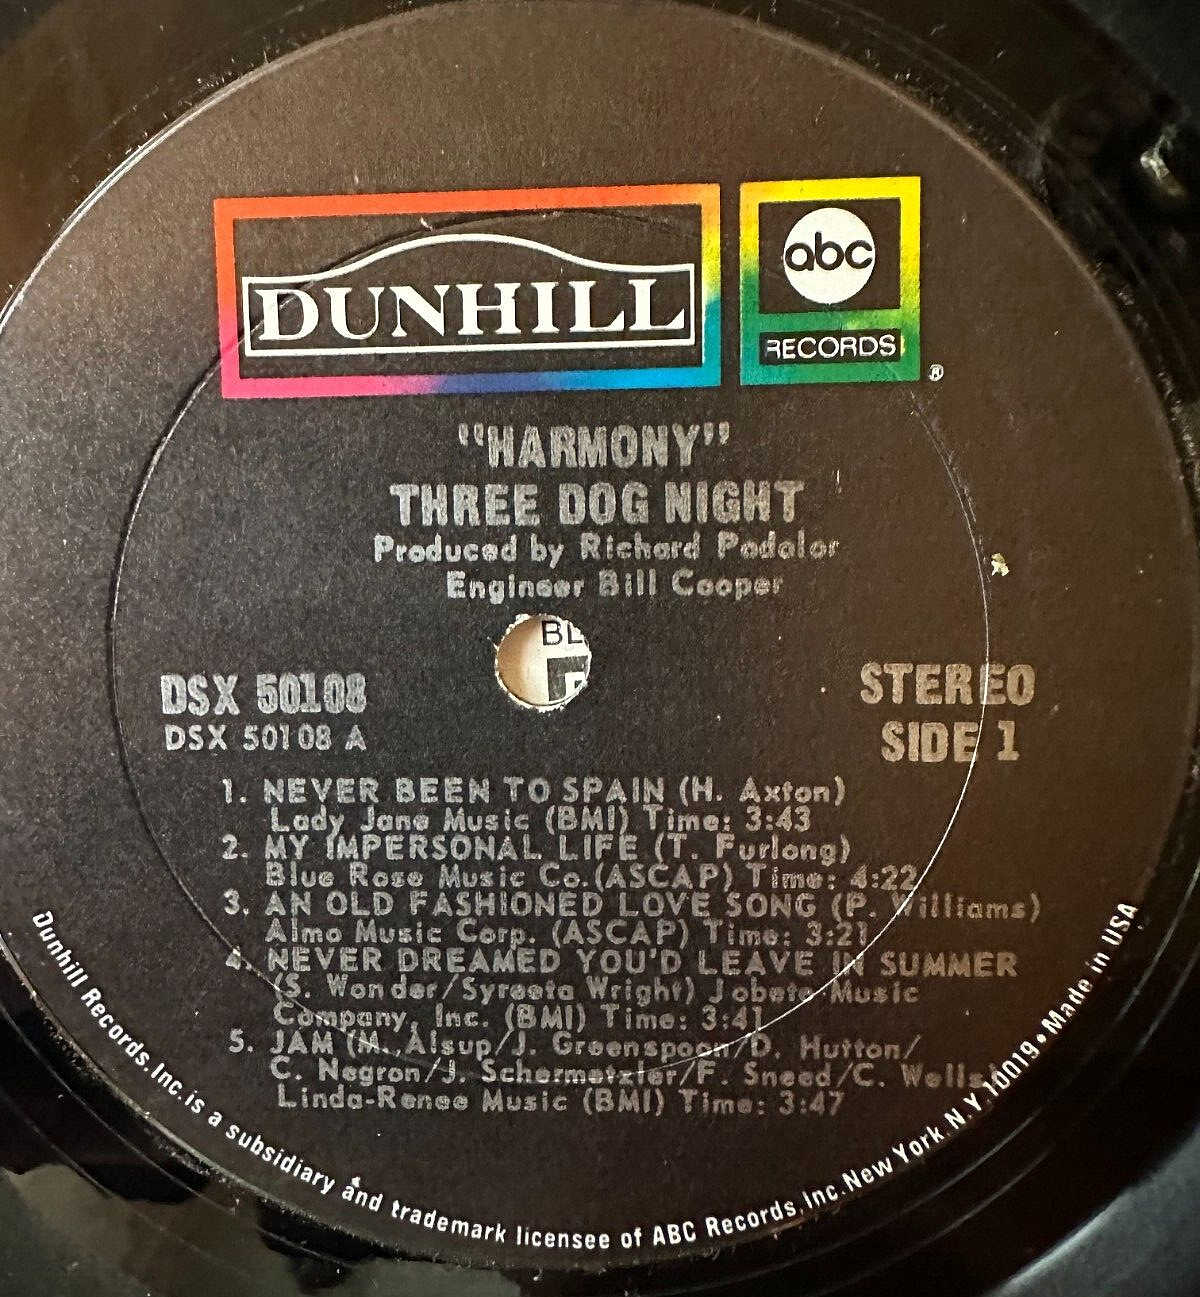 DUNHILL
abc
RECORDS
®
"HARMONY"
THREE DOG NIGHT
Produced by Richard Podolor
Engineer Bill Cooper
BL
DSX 50108
DSX 50108 A
STEREO
SIDE 1
1. NEVER BEEN TO SPAIN (H. Axton)
Lady Jane Music (BMI) Time: 3:43
2. MY IMPERSONAL LIFE (T. Furlong)
Blue Rose Music Co. (ASCAP) Time: 4:22
3. AN OLD FASHIONED LOVE SONG (P. Williams)
Almo Music Corp. (ASCAP) Time: 3:21
4. NEVER DREAMED YOU'D LEAVE IN SUMMER
(S. Wonder/Syreeta Wright) Jobete Music
Company, Inc. (BMI) Time: 3:41
5. JAM (M. Alsup/J. Greenspoon/D. Hutton/
C. Negron/J. Schermetzler/F. Sneed/C. Wells)
Linda-Renee Music (BMI) Time: 3:47
Dunhill Records, Inc. is a subsidiary and trademark licensee of ABC Records, Inc. New York, N.Y. 10019 • Made in USA